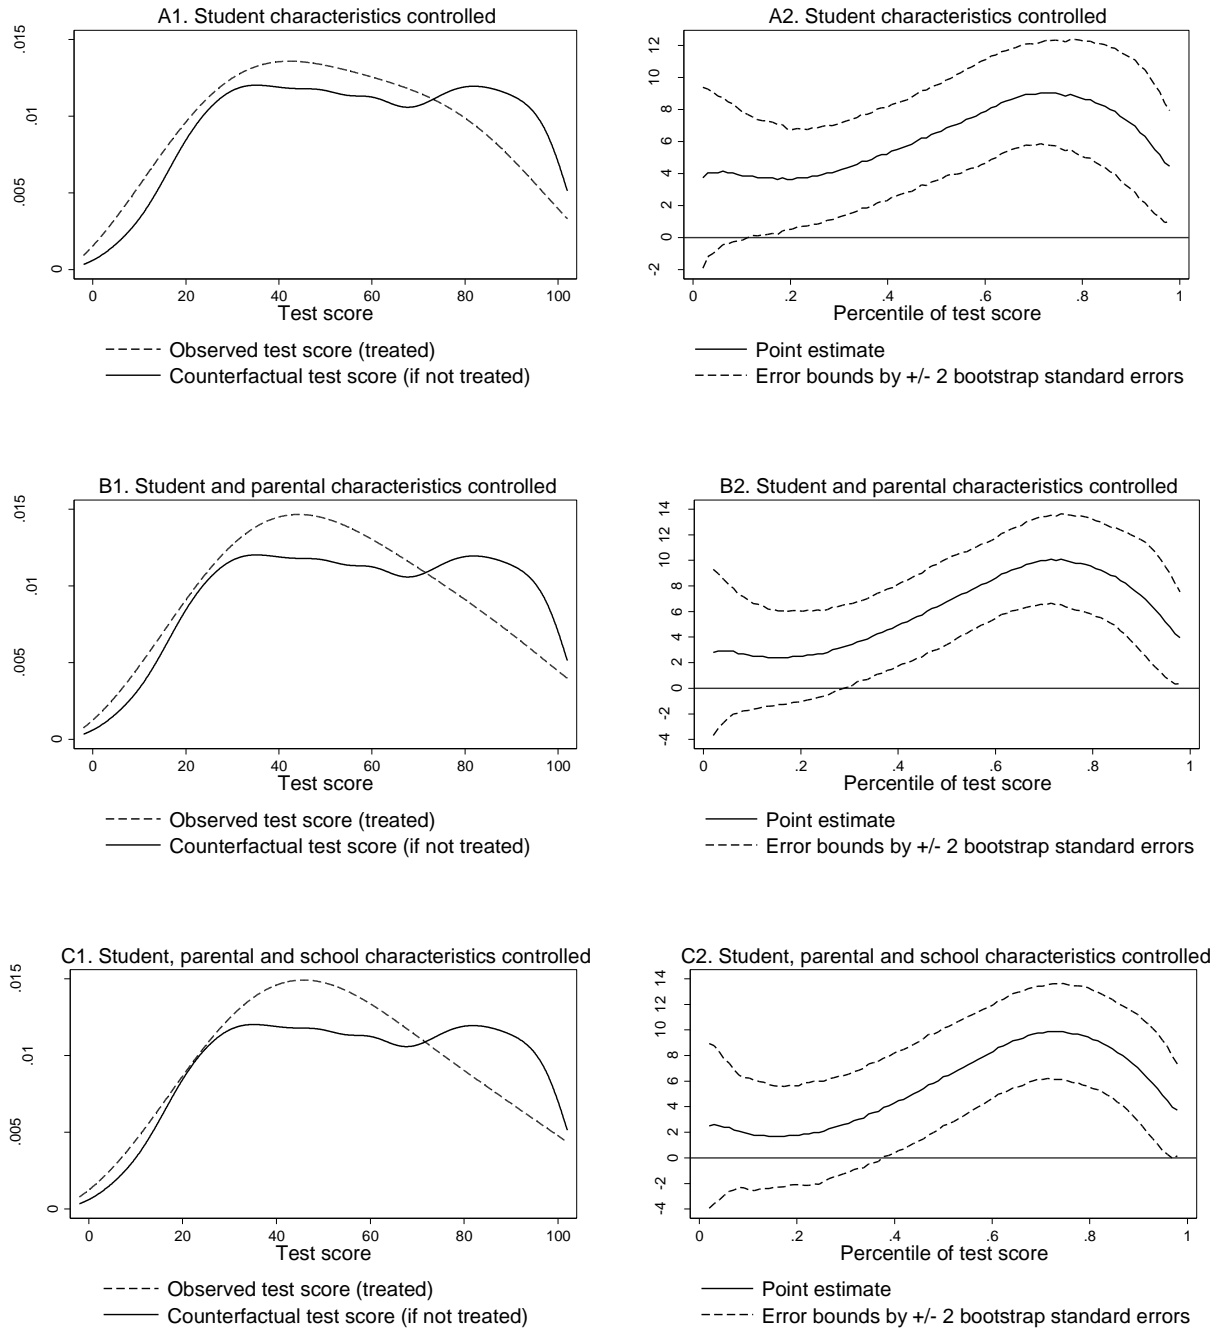 A1. Student characteristics controlled
.015
.01
.005
0
0 20 40 60 80 100
Test score
Observed test score (treated)
Counterfactual test score (if not treated)
A2. Student characteristics controlled
12
10
8
6
4
2
0
-2
0 .2 .4 .6 .8 1
Percentile of test score
Point estimate
Error bounds by +/- 2 bootstrap standard errors
B1. Student and parental characteristics controlled
.015
.01
.005
0
0 20 40 60 80 100
Test score
Observed test score (treated)
Counterfactual test score (if not treated)
B2. Student and parental characteristics controlled
14
12
10
8
6
4
2
0
-2
-4
0 .2 .4 .6 .8 1
Percentile of test score
Point estimate
Error bounds by +/- 2 bootstrap standard errors
C1. Student, parental and school characteristics controlled
.015
.01
.005
0
0 20 40 60 80 100
Test score
Observed test score (treated)
Counterfactual test score (if not treated)
C2. Student, parental and school characteristics controlled
14
12
10
8
6
4
2
0
-2
-4
0 .2 .4 .6 .8 1
Percentile of test score
Point estimate
Error bounds by +/- 2 bootstrap standard errors